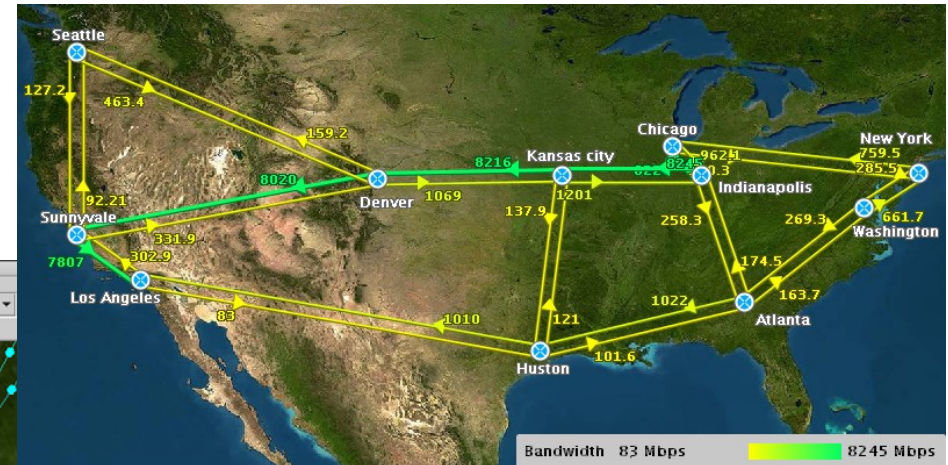 Seattle
127.2
463.4
159.2
Chicago
New York
962.1
759.5
Kansas city
8216
8245
285.5
8020
Indianapolis
Denver
1069
1201
92.21
137.9
258.3
269.3
661.7
Sunnyvale
Washington
331.9
302.9
7807
174.5
Los Angeles
1022
163.7
83
1010
121
Atlanta
101.6
Huston
Bandwidth 83 Mbps 8245 Mbps